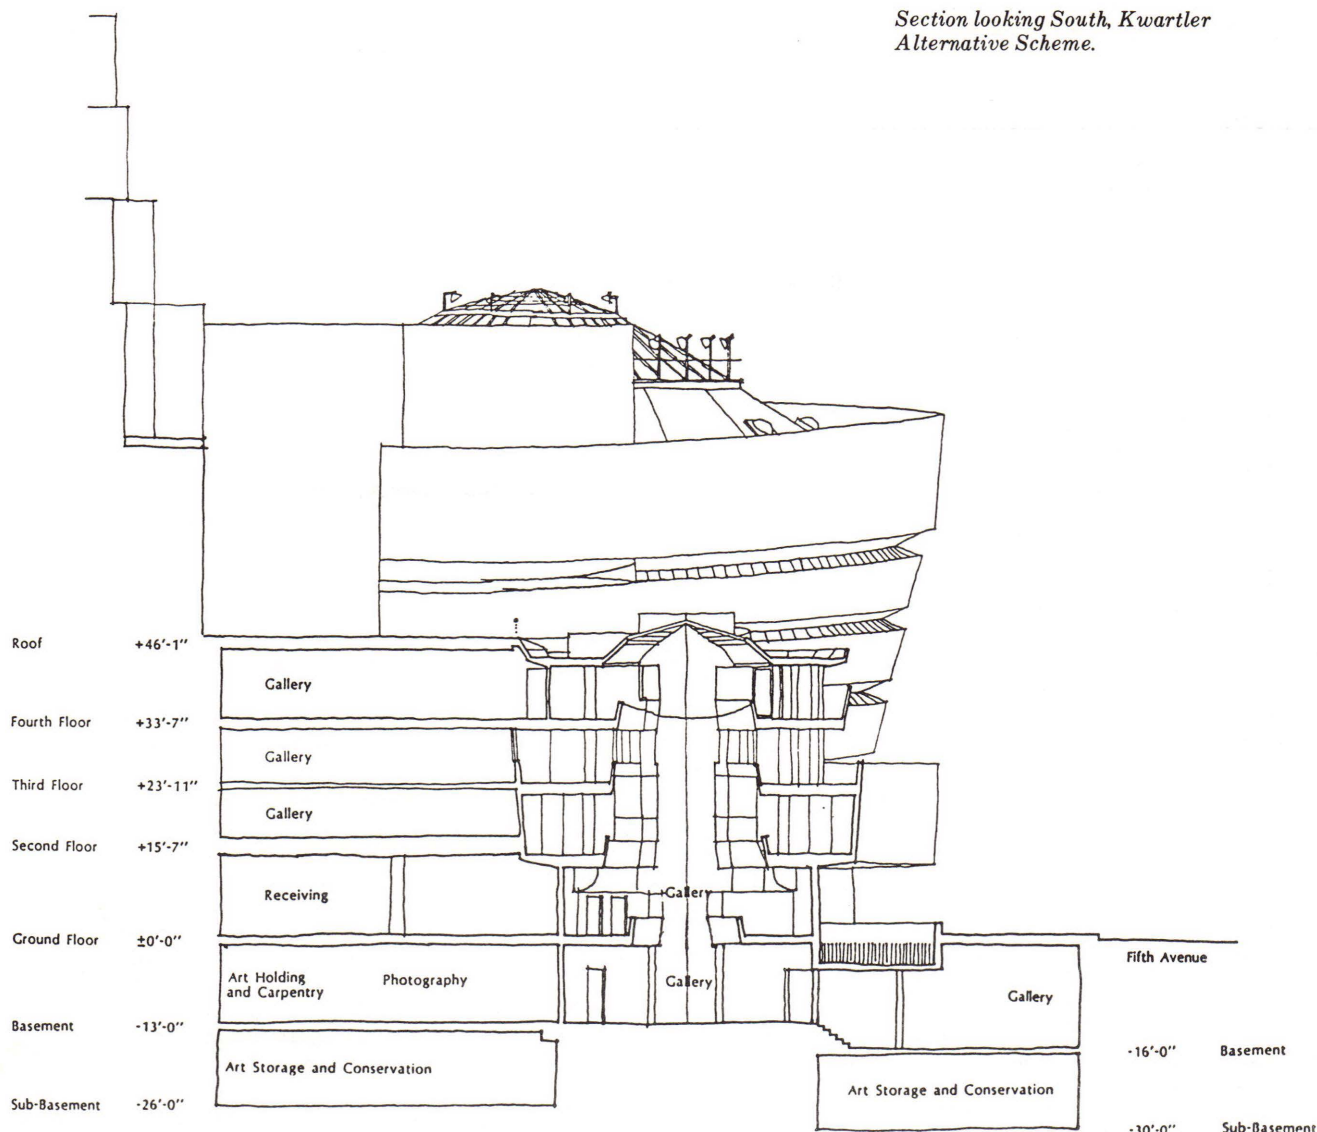 Section looking South, Kwartler
Alternative Scheme.
Roof +46'-1"
Gallery
Fourth Floor +33'-7"
Gallery
Third Floor +23'-11"
Gallery
Second Floor +15'-7"
Receiving
Gallery
Ground Floor ±0'-0"
Fifth Avenue
Art Holding
and Carpentry
Photography
Gallery
Gallery
Basement -13'-0"
-16'-0" Basement
Art Storage and Conservation
Art Storage and Conservation
Sub-Basement -26'-0"
-30'-0" Sub-Basement